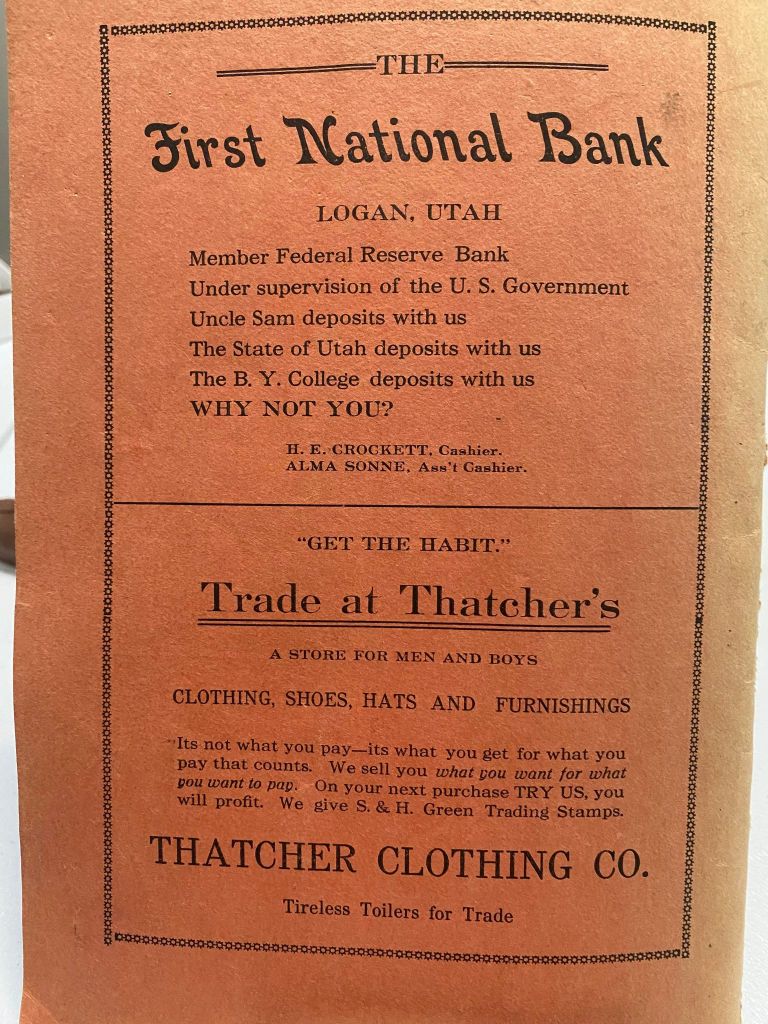 THE
First National Bank
LOGAN, UTAH
Member Federal Reserve Bank
Under supervision of the U. S. Government
Uncle Sam deposits with us
The State of Utah deposits with us
The B. Y. College deposits with us
WHY NOT YOU?
H. E. CROCKETT, Cashier.
ALMA SONNE, Ass't Cashier.
"GET THE HABIT."
Trade at Thatcher's
A STORE FOR MEN AND BOYS
CLOTHING, SHOES, HATS AND FURNISHINGS
Its not what you pay—its what you get for what you
pay that counts. We sell you what you want for what
you want to pay. On your next purchase TRY US, you
will profit. We give S. & H. Green Trading Stamps.
THATCHER CLOTHING CO.
Tireless Toilers for Trade